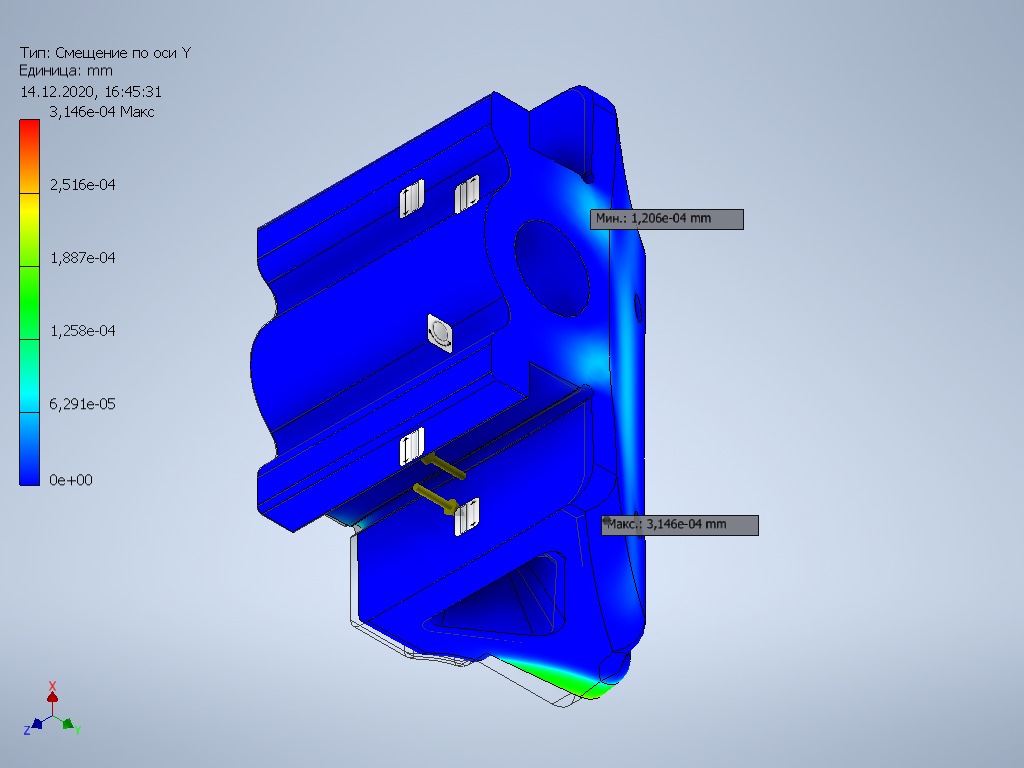 Тип: Смещение по оси Y
Единица: mm
14.12.2020, 16:45:31
3,146e-04 Макс
2,516e-04
1,887e-04
1,258e-04
6,291e-05
0e+00
Мин.: 1,206e-04 mm
Макс.: 3,146e-04 mm
X
Z
Y